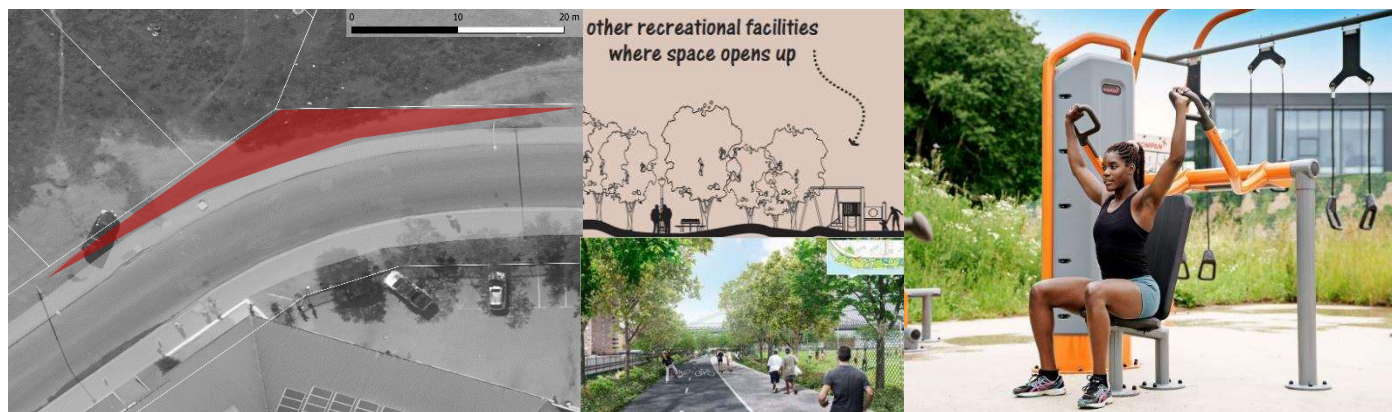 0 10 20 m
other recreational facilities
where space opens up